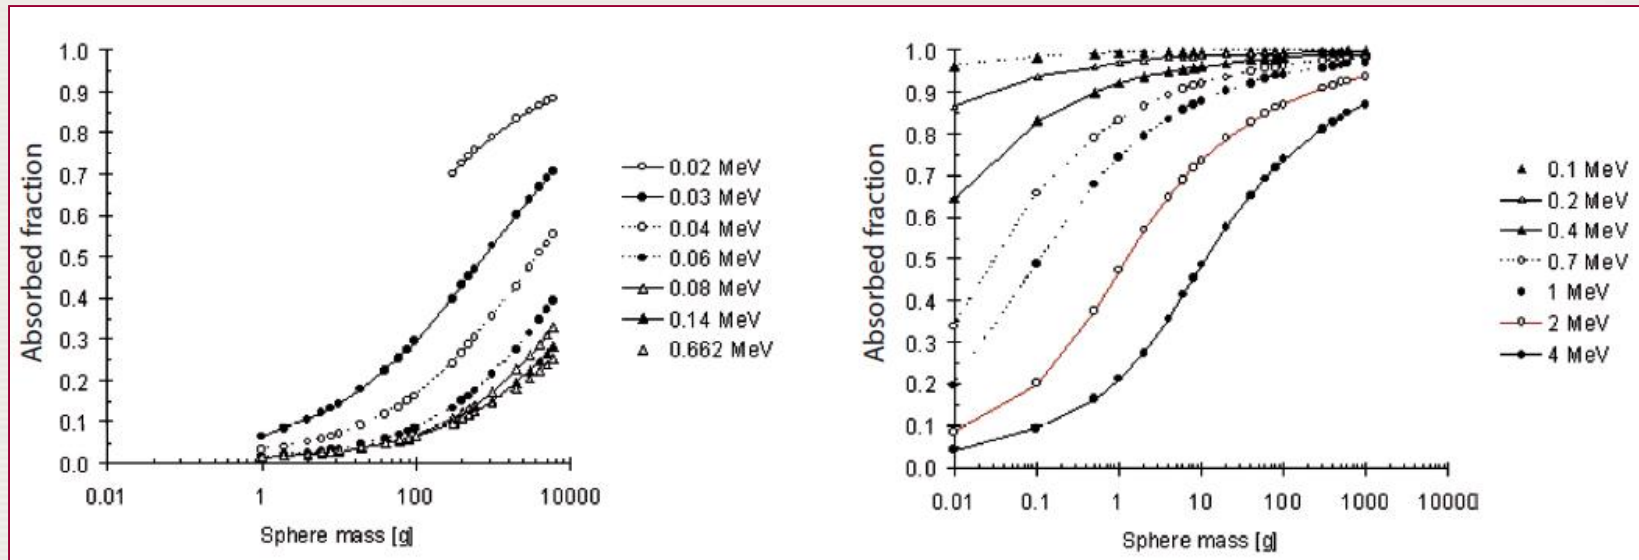 1.0
0.9
0.8
0.7
0.6
0.5
0.4
0.3
0.2
0.1
0.0
Absorbed fraction
0.01
1
100
10000
Sphere mass [g]
0.02 MeV
0.03 MeV
0.04 MeV
0.06 MeV
0.08 MeV
0.14 MeV
0.662 MeV
1.0
0.9
0.8
0.7
0.6
0.5
0.4
0.3
0.2
0.1
0.0
Absorbed fraction
0.01
0.1
1
10
100
1000
10000
Sphere mass [g]
0.1 MeV
0.2 MeV
0.4 MeV
0.7 MeV
1 MeV
2 MeV
4 MeV